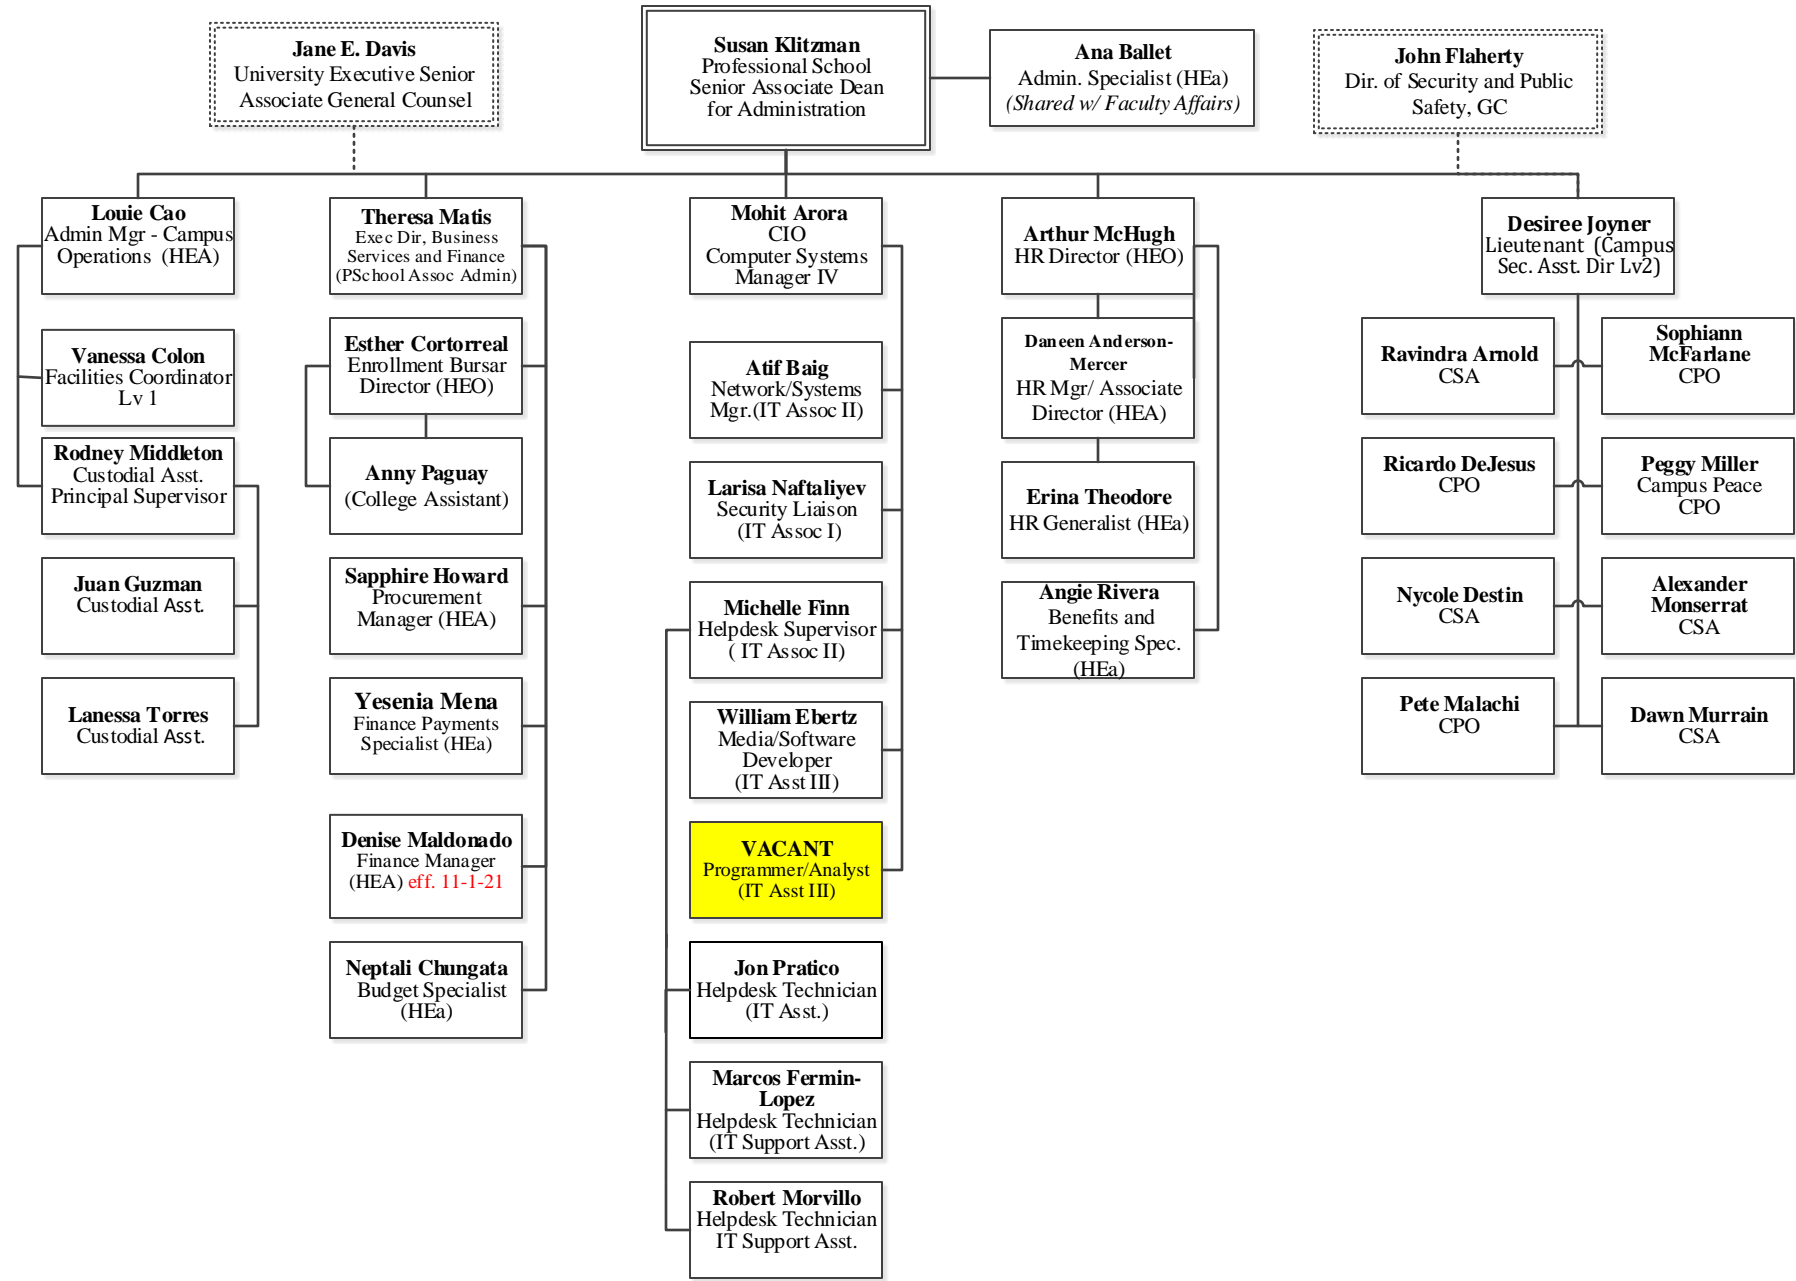 Jane E. Davis
University Executive Senior
Associate General Counsel
Susan Klitzman
Professional School
Senior Associate Dean
for Administration
Ana Ballet
Admin. Specialist (HEa)
(Shared w/ Faculty Affairs)
John Flaherty
Dir. of Security and Public
Safety, GC
Louie Cao
Admin Mgr - Campus
Operations (HEA)
Vanessa Colon
Facilities Coordinator
Lv 1
Rodney Middleton
Custodial Asst.
Principal Supervisor
Juan Guzman
Custodial Asst.
Lanessa Torres
Custodial Asst.
Theresa Matis
Exec Dir, Business
Services and Finance
(PSchool Assoc Admin)
Esther Cortorreal
Enrollment Bursar
Director (HEO)
Anny Paguay
(College Assistant)
Sapphire Howard
Procurement
Manager (HEA)
Yesenia Mena
Finance Payments
Specialist (HEa)
Denise Maldonado
Finance Manager
(HEA) eff. 11-1-21
Neptali Chungata
Budget Specialist
(HEa)
Mohit Arora
CIO
Computer Systems
Manager IV
Atif Baig
Network/Systems
Mgr.(IT Assoc II)
Larisa Naftaliyev
Security Liaison
(IT Assoc I)
Michelle Finn
Helpdesk Supervisor
( IT Assoc II)
William Ebertz
Media/Software
Developer
(IT Asst III)
VACANT
Programmer/Analyst
(IT Asst III)
Jon Pratico
Helpdesk Technician
(IT Asst.)
Marcos Fermin-
Lopez
Helpdesk Technician
(IT Support Asst.)
Robert Morvillo
Helpdesk Technician
IT Support Asst.
Arthur McHugh
HR Director (HEO)
Daneen Anderson-
Mercer
HR Mgr/ Associate
Director (HEA)
Erina Theodore
HR Generalist (HEa)
Angie Rivera
Benefits and
Timekeeping Spec.
(HEa)
Desiree Joyner
Lieutenant (Campus
Sec. Asst. Dir Lv2)
Ravindra Arnold
CSA
Sophiann
McFarlane
CPO
Ricardo DeJesus
CPO
Peggy Miller
Campus Peace
CPO
Nycole Destin
CSA
Alexander
Monserrat
CSA
Pete Malachi
CPO
Dawn Murrain
CSA